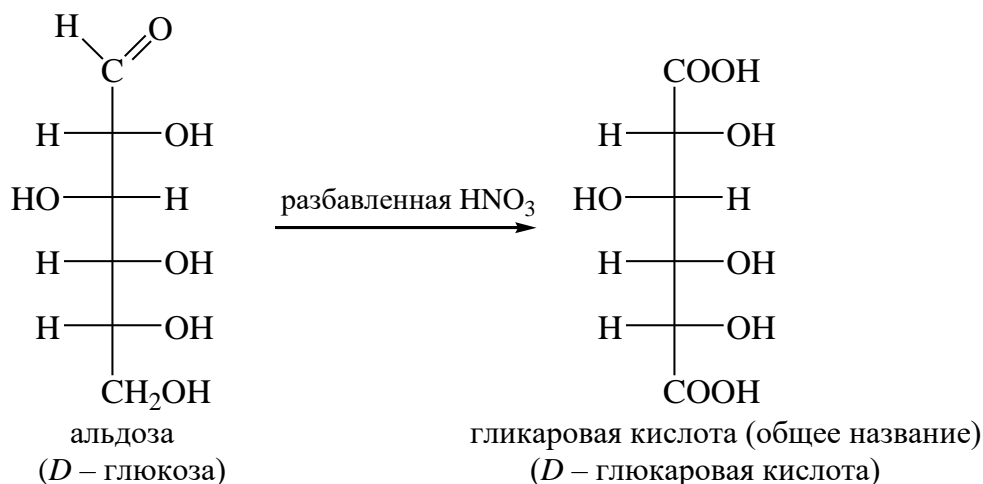 H O
C
H OH
HO H
H OH
H OH
CH₂OH
альдоза
(D – глюкоза)
разбавленная HNO₃
COOH
H OH
HO H
H OH
H OH
COOH
гликаровая кислота (общее название)
(D – глюкаровая кислота)